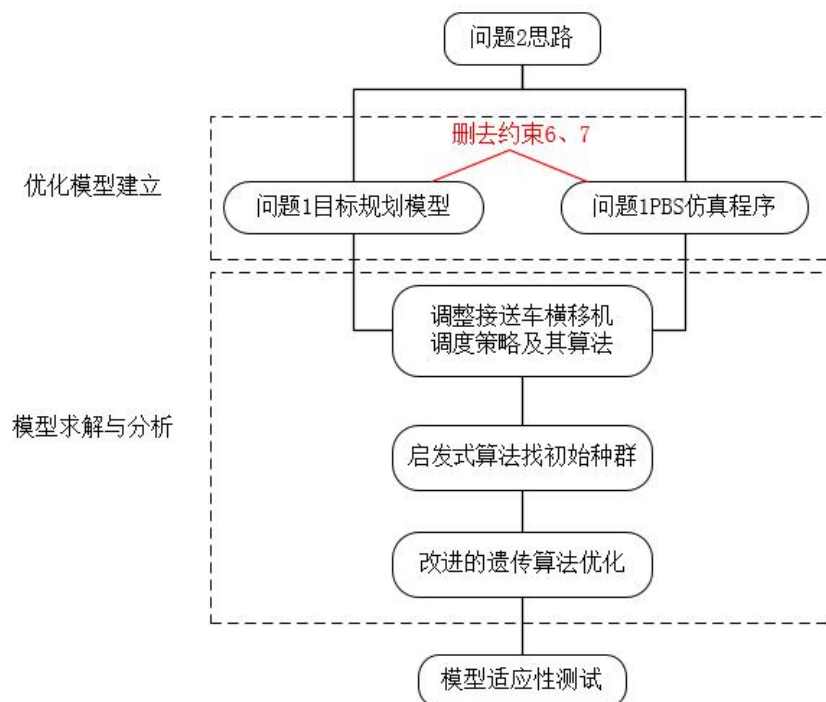 问题2思路
删去约束6、7
优化模型建立
问题1目标规划模型
问题1PBS仿真程序
调整接送车横移机
调度策略及其算法
模型求解与分析
启发式算法找初始种群
改进的遗传算法优化
模型适应性测试